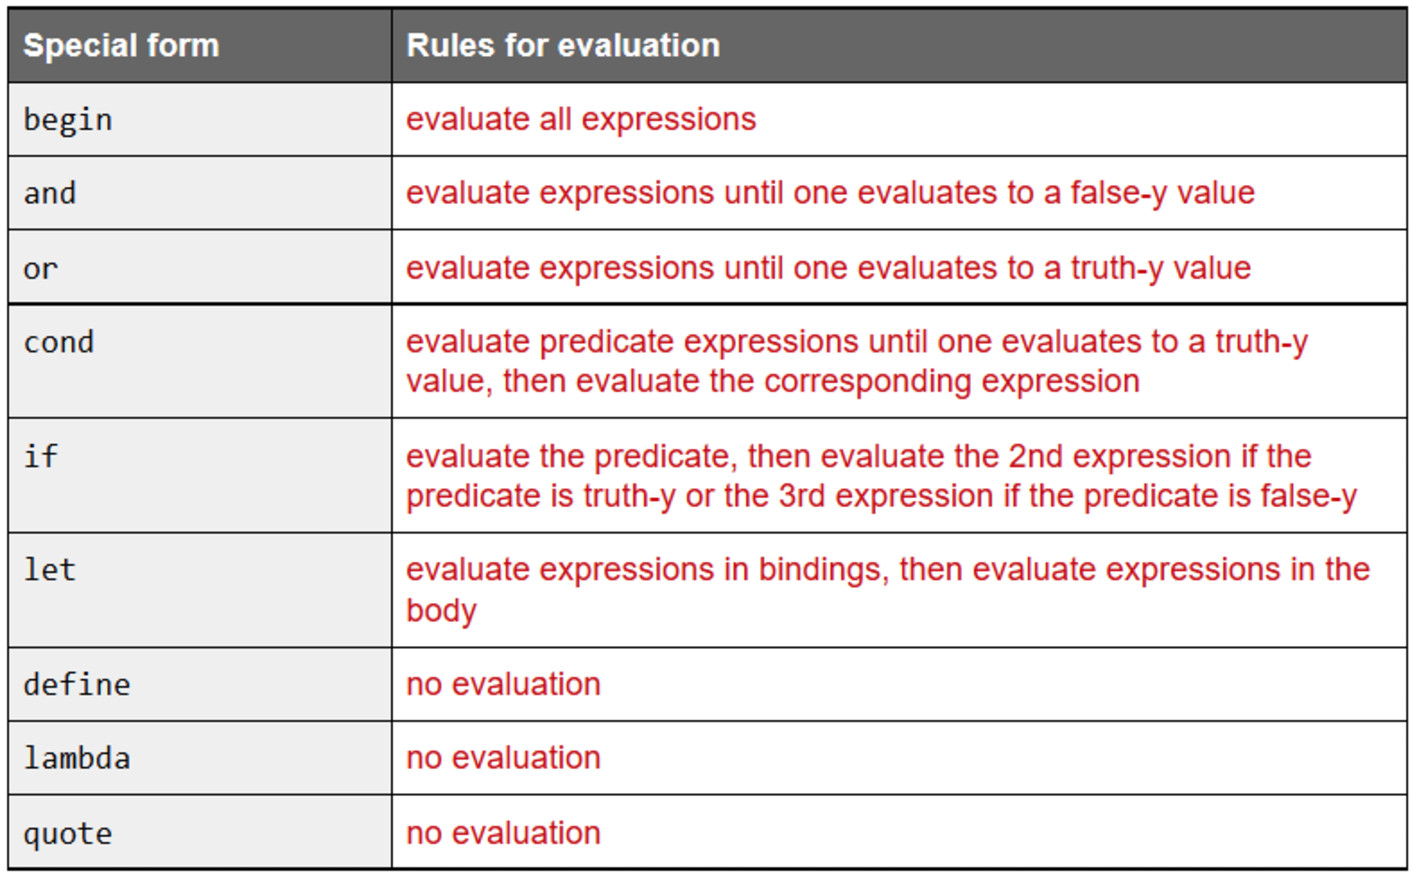 Special form Rules for evaluation
begin evaluate all expressions
and evaluate expressions until one evaluates to a false-y value
or evaluate expressions until one evaluates to a truth-y value
cond evaluate predicate expressions until one evaluates to a truth-y
value, then evaluate the corresponding expression
if evaluate the predicate, then evaluate the 2nd expression if the
predicate is truth-y or the 3rd expression if the predicate is false-y
let evaluate expressions in bindings, then evaluate expressions in the
body
define no evaluation
lambda no evaluation
quote no evaluation